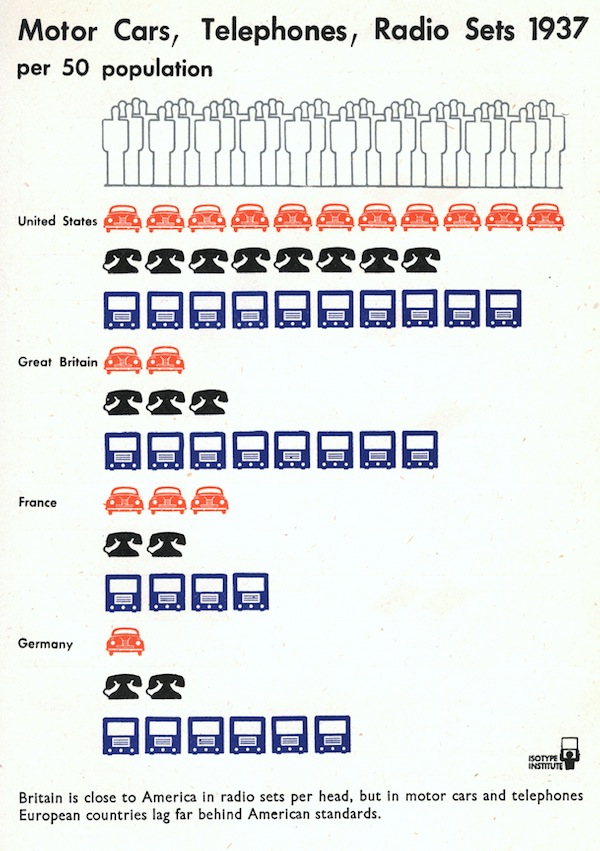 Motor Cars, Telephones, Radio Sets 1937
per 50 population
United States
Great Britain
France
Germany
ISOTYPE
INSTITUTE
Britain is close to America in radio sets per head, but in motor cars and telephones
European countries lag far behind American standards.